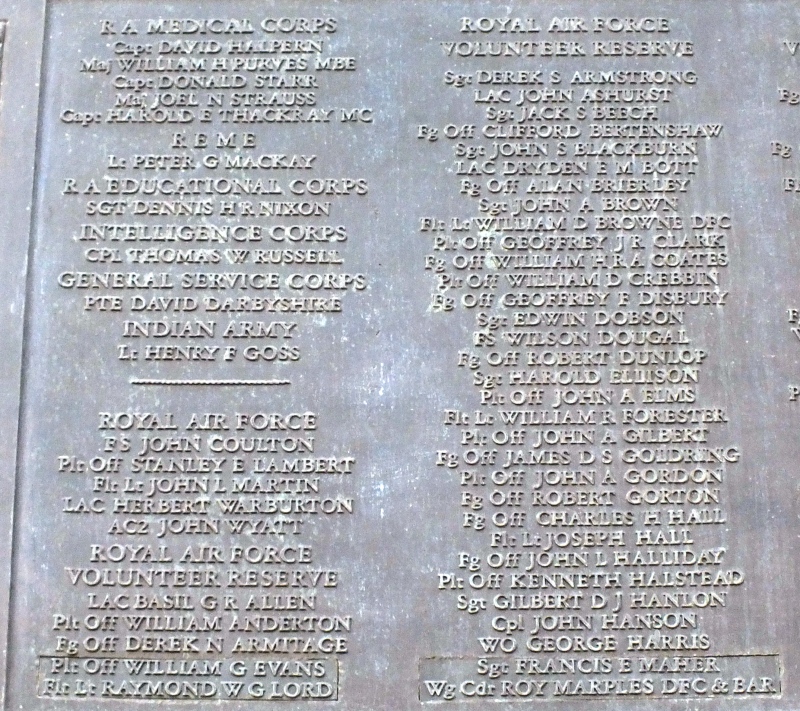 R A MEDICAL CORPS
Capt DAVID HALPERN
Maj WILLIAM H PURVES MBE
Capt DONALD STARR
Maj JOEL N STRAUSS
Capt HAROLD E THACKRAY MC
R E M E
Lt PETER G MACKAY
R A EDUCATIONAL CORPS
SGT DENNIS H R NIXON
INTELLIGENCE CORPS
CPL THOMAS W RUSSELL
GENERAL SERVICE CORPS
PTE DAVID DARBYSHIRE
INDIAN ARMY
Lt HENRY F GOSS
ROYAL AIR FORCE
FS JOHN COULTON
Plt Off STANLEY E LAMBERT
Flt Lt JOHN L MARTIN
LAC HERBERT WARBURTON
AC2 JOHN WYATT
ROYAL AIR FORCE
VOLUNTEER RESERVE
LAC BASIL G R ALLEN
Plt Off WILLIAM ANDERTON
Fg Off DEREK N ARMITAGE
Plt Off WILLIAM G EVANS
Flt Lt RAYMOND W G LORD
ROYAL AIR FORCE
VOLUNTEER RESERVE
Sgt DEREK S ARMSTRONG
LAC JOHN ASHURST
Sgt JACK S BEECH
Fg Off CLIFFORD BERTENSHAW
Sgt JOHN S BLACKBURN
LAC DRYDEN E M BOTT
Fg Off ALAN BRIERLEY
Sgt JOHN A BROWN
Flt Lt WILLIAM D BROWNE DFC
Plt Off GEOFFREY J R CLARK
Fg Off WILLIAM H R A COATES
Plt Off WILLIAM D CREBBIN
Fg Off GEOFFREY F DISBURY
Sgt EDWIN DOBSON
FS WILSON DOUGAL
Fg Off ROBERT DUNLOP
Sgt HAROLD ELLISON
Plt Off JOHN A ELMS
Flt Lt WILLIAM R FORESTER
Plt Off JOHN A GILBERT
Fg Off JAMES D S GOLDRING
Plt Off JOHN A GORDON
Fg Off ROBERT GORTON
Fg Off CHARLES H HALL
Flt Lt JOSEPH HALL
Fg Off JOHN L HALLIDAY
Plt Off KENNETH HALSTEAD
Sgt GILBERT D J HANLON
Cpl JOHN HANSON
WO GEORGE HARRIS
Sgt FRANCIS E MAHER
Wg Cdr ROY MARPLES DFC & BAR